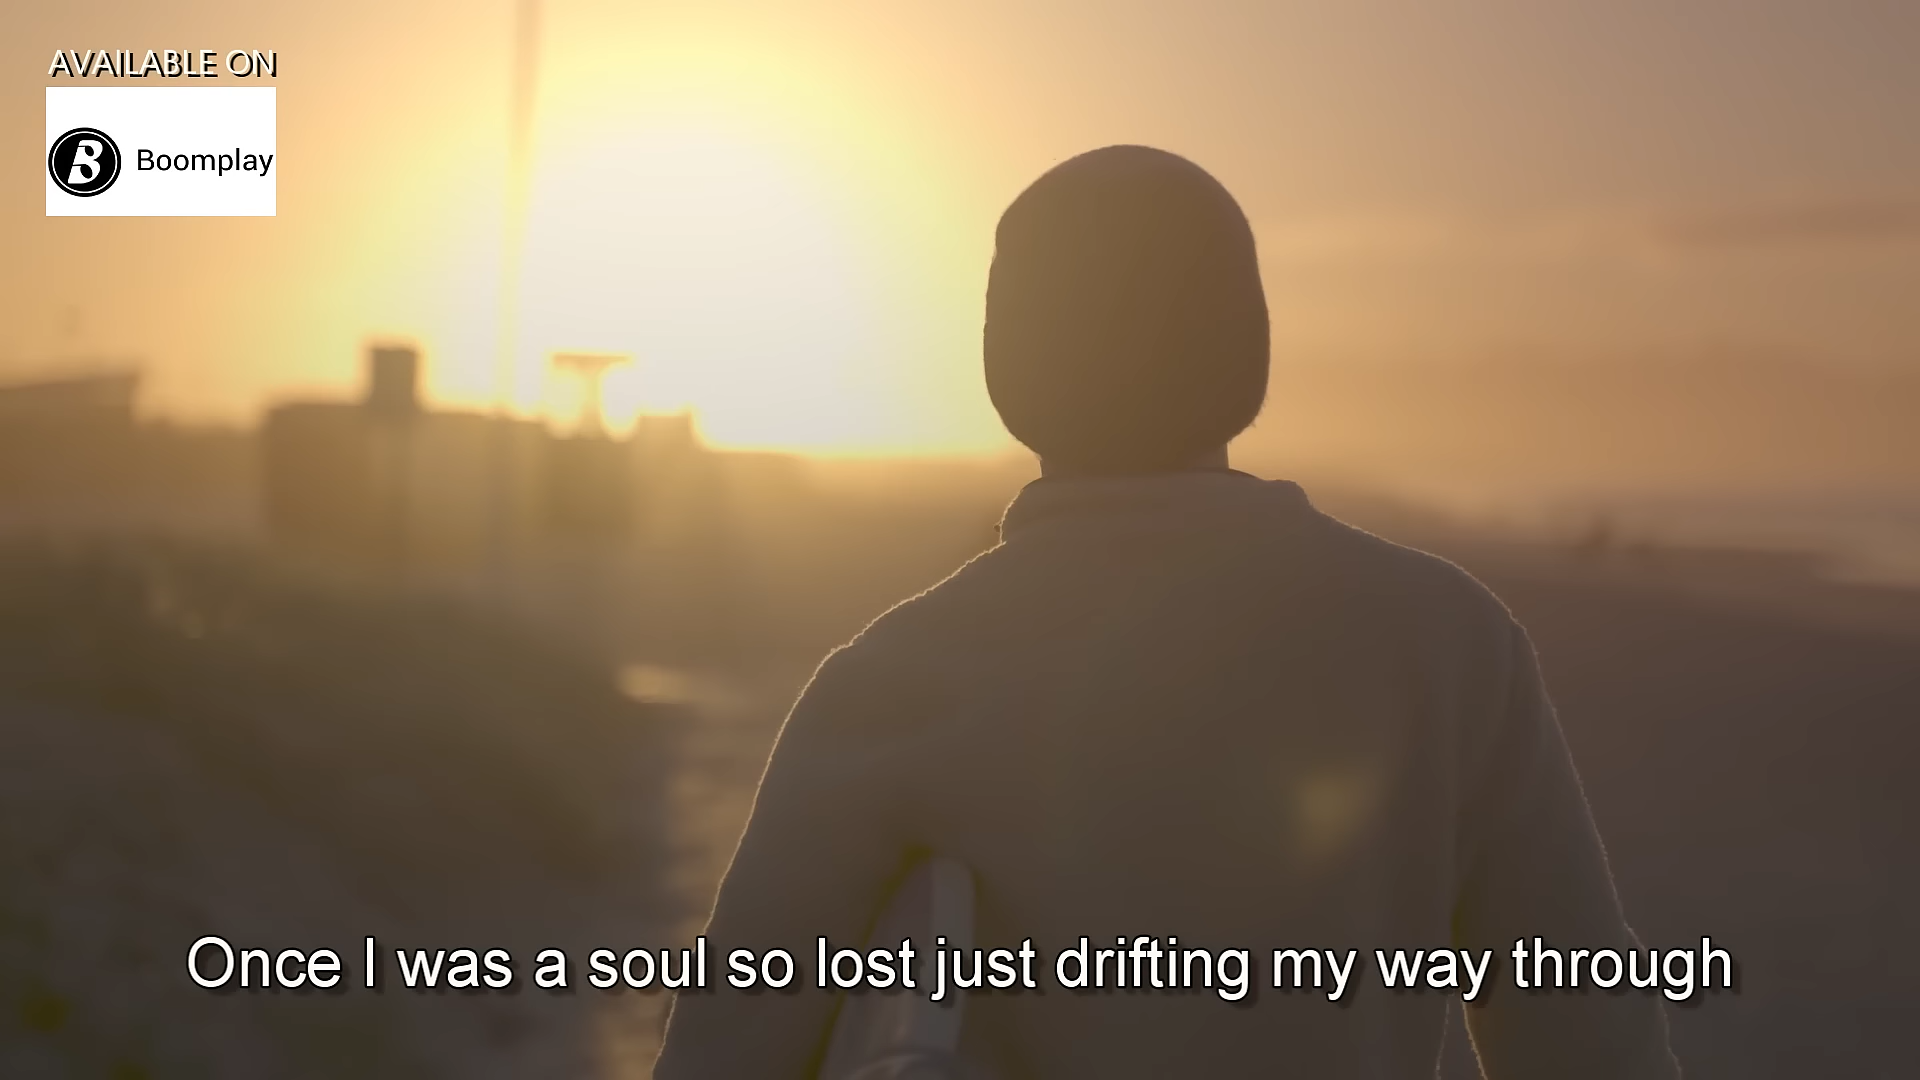 AVAILABLE ON
B Boomplay
Once I was a soul so lost just drifting my way through